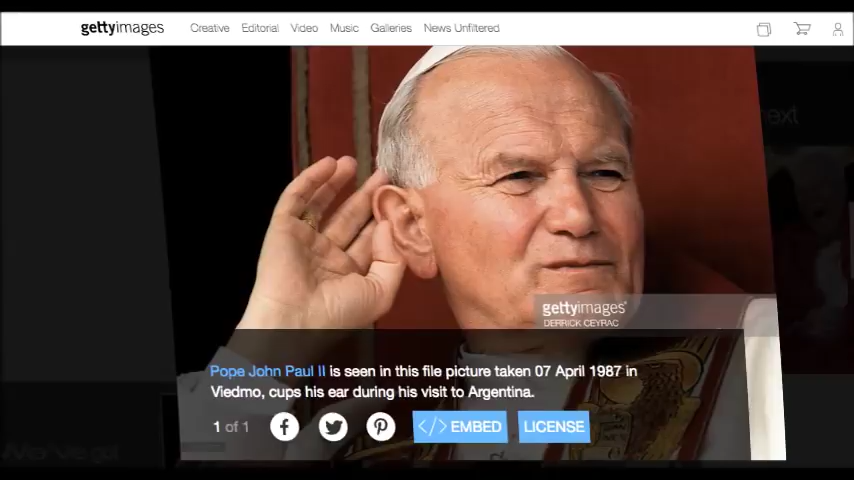 gettyimages Creative Editorial Video Music Galleries News Unfiltered
gettyimages
DERRICK CEYRAC
Pope John Paul II is seen in this file picture taken 07 April 1987 in
Viedmo, cups his ear during his visit to Argentina.
1 of 1 </> EMBED LICENSE